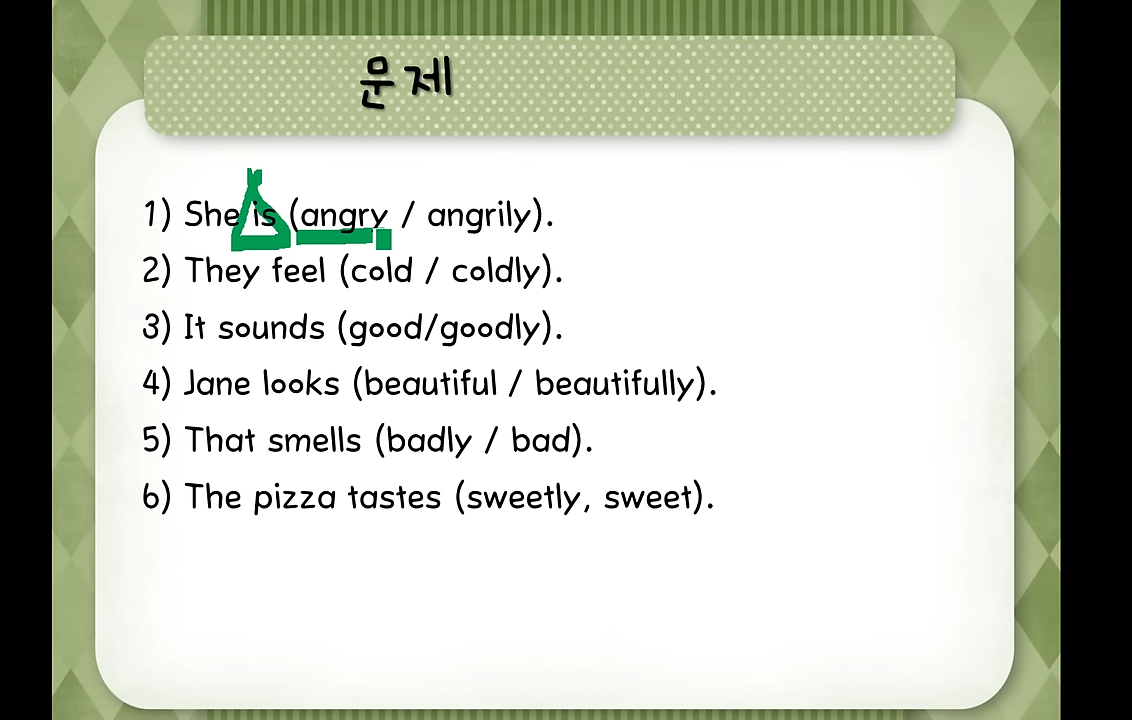 문제
1) She is (angry / angrily).
2) They feel (cold / coldly).
3) It sounds (good/goodly).
4) Jane looks (beautiful / beautifully).
5) That smells (badly / bad).
6) The pizza tastes (sweetly, sweet).